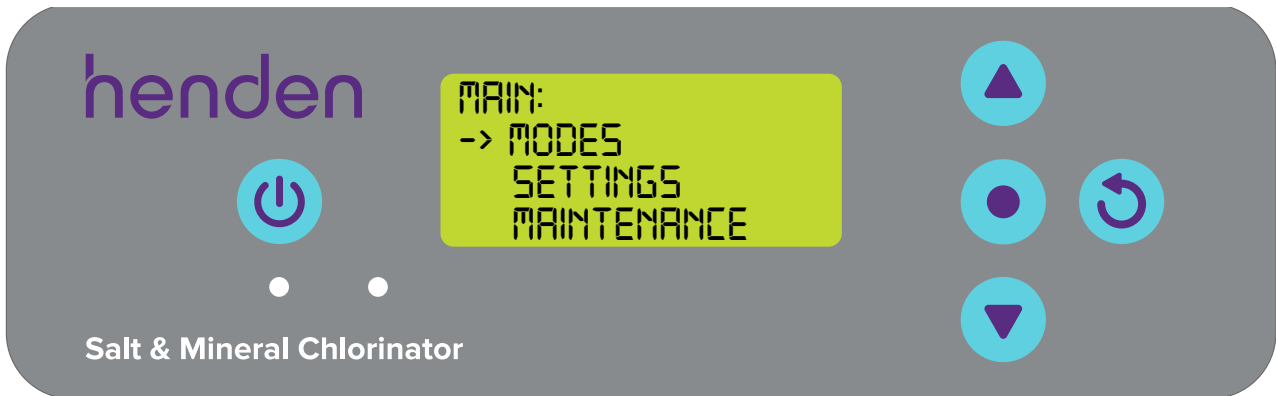 henden
MAIN:
-> MODES
SETTINGS
MAINTENANCE
Salt & Mineral Chlorinator